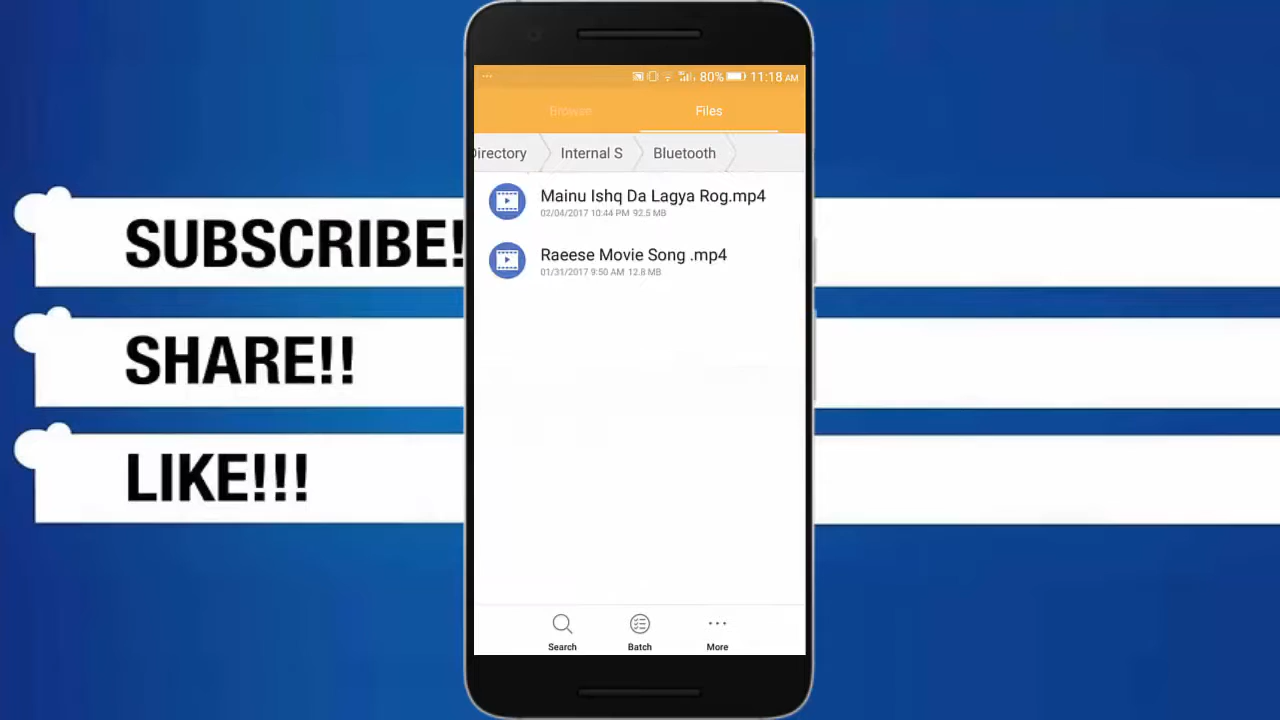 80% 11:18 AM
Browse Files
Directory Internal S Bluetooth
Mainu Ishq Da Lagya Rog.mp4
02/04/2017 10:44 PM 92.5 MB
Raeese Movie Song .mp4
01/31/2017 9:50 AM 12.8 MB
SUBSCRIBE!
SHARE!!
LIKE!!!
Search Batch More